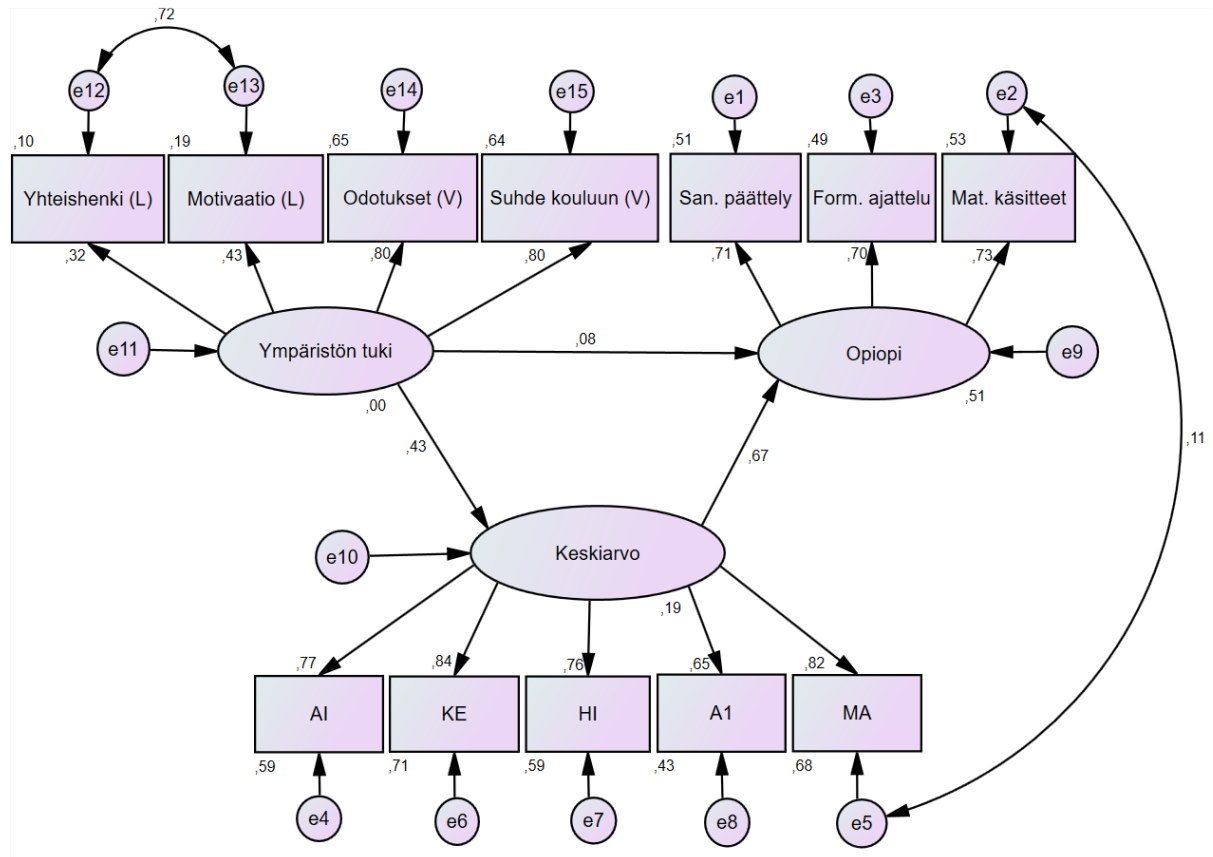 ,72
e12
e13
e14
e15
e1
e3
e2
,10
,19
,65
,64
,51
,49
,53
Yhteishenki (L)
Motivaatio (L)
Odotukset (V)
Suhde kouluun (V)
San. päättely
Form. ajattelu
Mat. käsitteet
,32
,43
,80
,80
,71
,70
,73
e11
Ympäristön tuki
,08
Opiopi
e9
,00
,51
,43
,67
,11
e10
Keskiarvo
,19
,77
,84
,76
,65
,82
AI
KE
HI
A1
MA
,59
,71
,59
,43
,68
e4
e6
e7
e8
e5